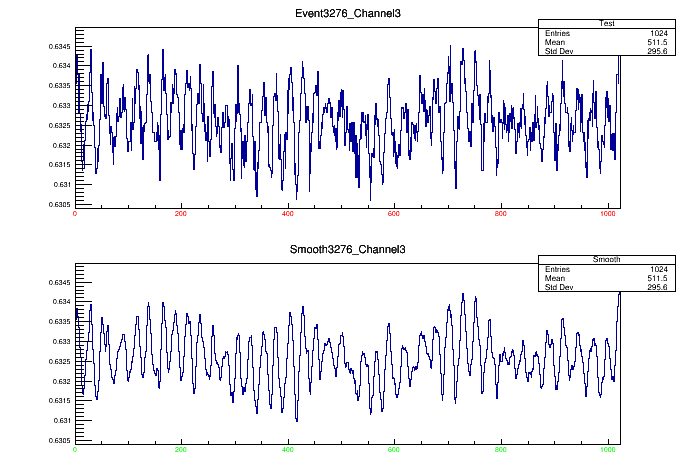 Event3276_Channel3
Test
Entries 1024
Mean 511.5
Std Dev 295.6
0.6345
0.634
0.6335
0.633
0.6325
0.632
0.6315
0.631
0.6305
0 200 400 600 800 1000
Smooth3276_Channel3
Smooth
Entries 1024
Mean 511.5
Std Dev 295.6
0.6345
0.634
0.6335
0.633
0.6325
0.632
0.6315
0.631
0.6305
0 200 400 600 800 1000